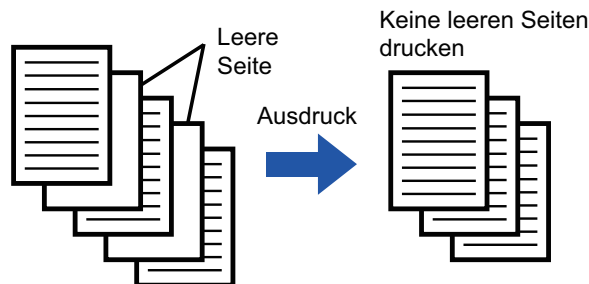 Leere
Seite
Ausdruck
Keine leeren Seiten
drucken